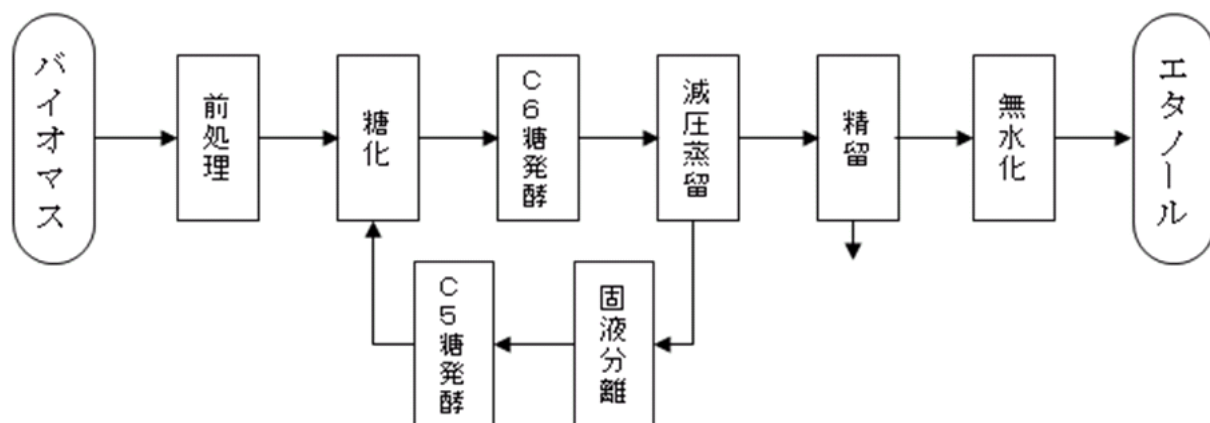 バイオマス
前処理
糖化
C6糖発酵
減圧蒸留
精留
無水化
エタノール
C5糖発酵
固液分離